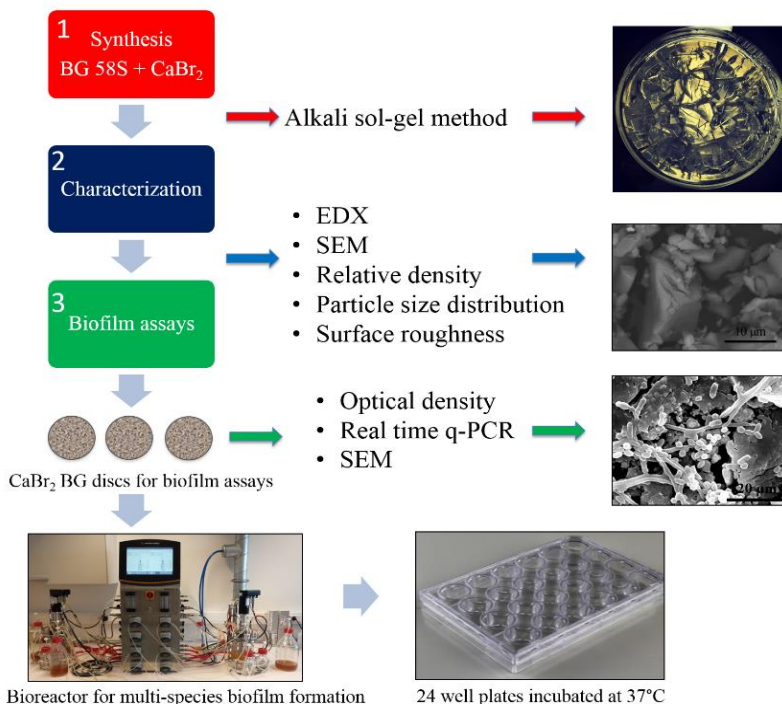 1
Synthesis
BG 58S + CaBr₂
Alkali sol-gel method
2
Characterization
• EDX
• SEM
• Relative density
• Particle size distribution
• Surface roughness
10 μm
3
Biofilm assays
• Optical density
• Real time q-PCR
• SEM
20 μm
CaBr₂ BG discs for biofilm assays
Bioreactor for multi-species biofilm formation
24 well plates incubated at 37°C